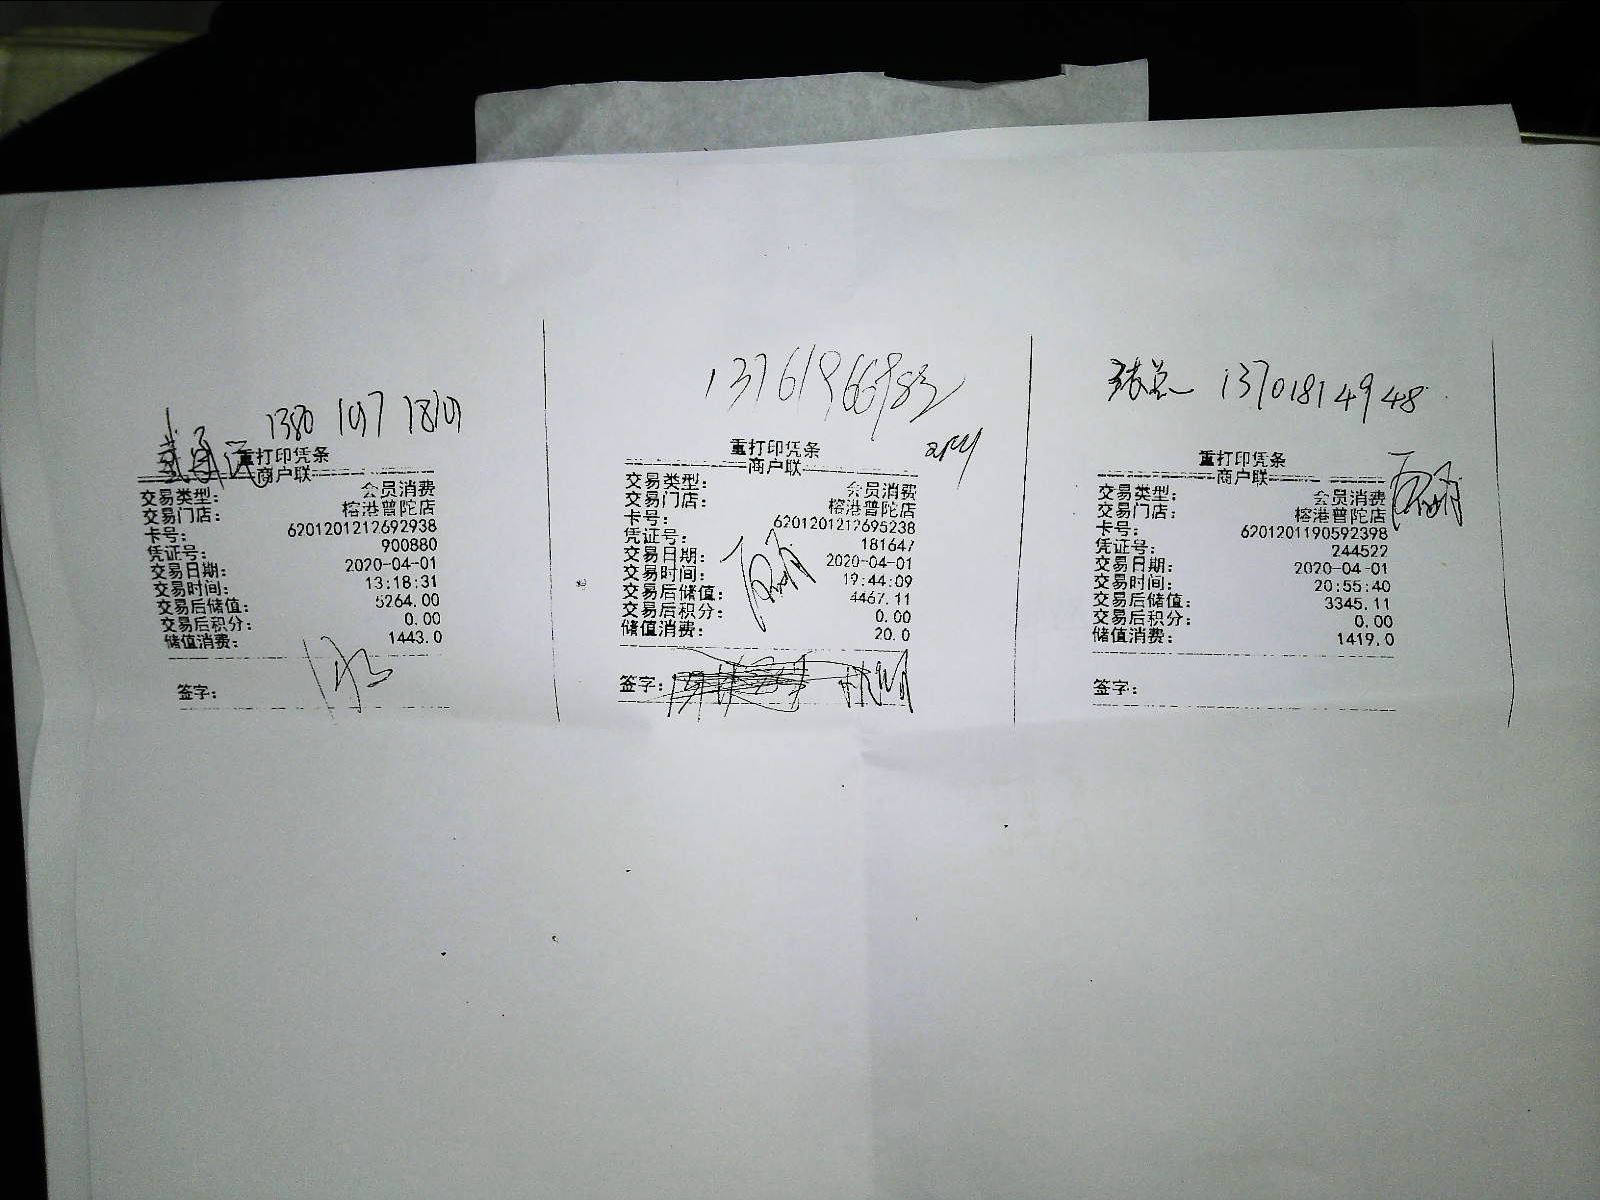 重打印凭条
商户联
交易类型： 会员消费
交易门店： 榕港普陀店
卡号： 6201201212692938
凭证号： 900880
交易日期： 2020-04-01
交易时间： 13:18:31
交易后储值： 5264.00
交易后积分： 0.00
储值消费： 1443.0
签字：
13761966983
重打印凭条
商户联
交易类型： 会员消费
交易门店： 榕港普陀店
卡号： 6201201212695238
凭证号： 181647
交易日期： 2020-04-01
交易时间： 19:44:09
交易后储值： 4467.11
交易后积分： 0.00
储值消费： 20.0
签字：
张总 13701814948
重打印凭条
商户联
交易类型： 会员消费
交易门店： 榕港普陀店
卡号： 6201201190592398
凭证号： 244522
交易日期： 2020-04-01
交易时间： 20:55:40
交易后储值： 3345.11
交易后积分： 0.00
储值消费： 1419.0
签字：